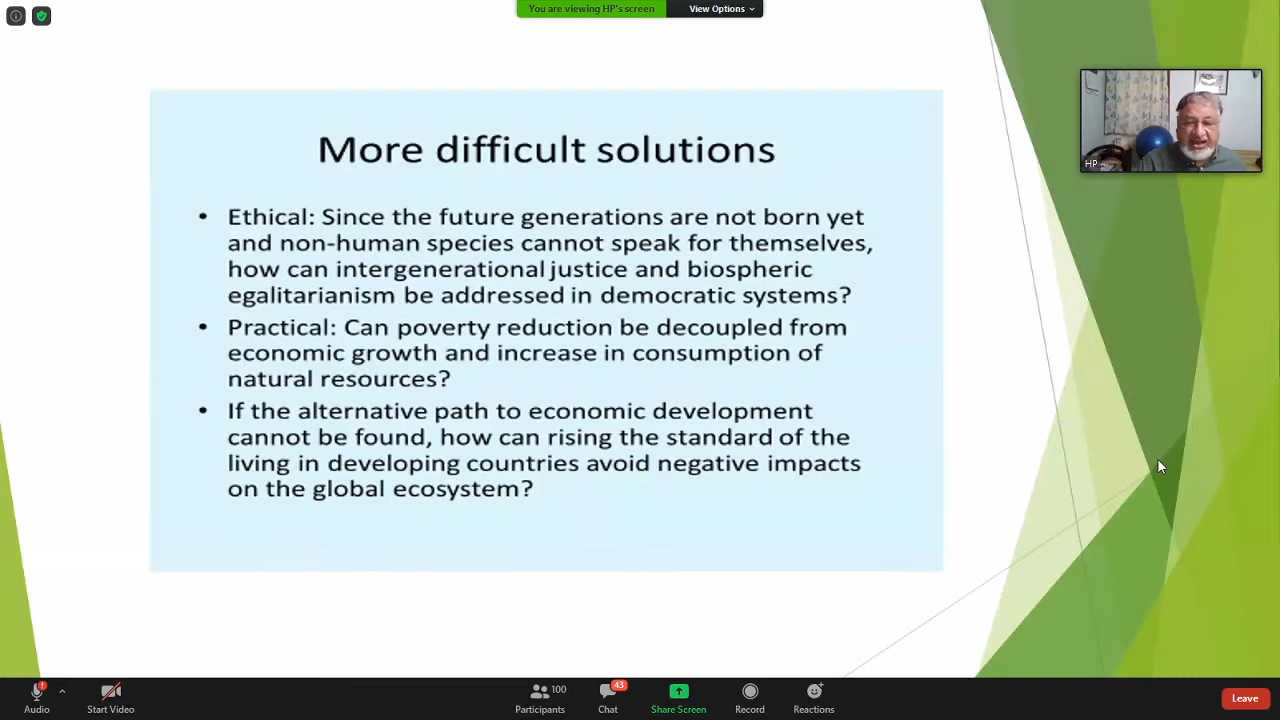 You are viewing HP's screen
View Options
HP
More difficult solutions
• Ethical: Since the future generations are not born yet
and non-human species cannot speak for themselves,
how can intergenerational justice and biospheric
egalitarianism be addressed in democratic systems?
• Practical: Can poverty reduction be decoupled from
economic growth and increase in consumption of
natural resources?
• If the alternative path to economic development
cannot be found, how can rising the standard of the
living in developing countries avoid negative impacts
on the global ecosystem?
100
43
Audio
Start Video
Participants
Chat
Share Screen
Record
Reactions
Leave